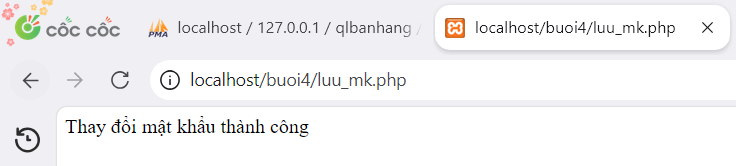 cốc cốc
localhost / 127.0.0.1 / qlbanhang /
localhost/buoi4/luu_mk.php
localhost/buoi4/luu_mk.php
Thay đổi mật khẩu thành công